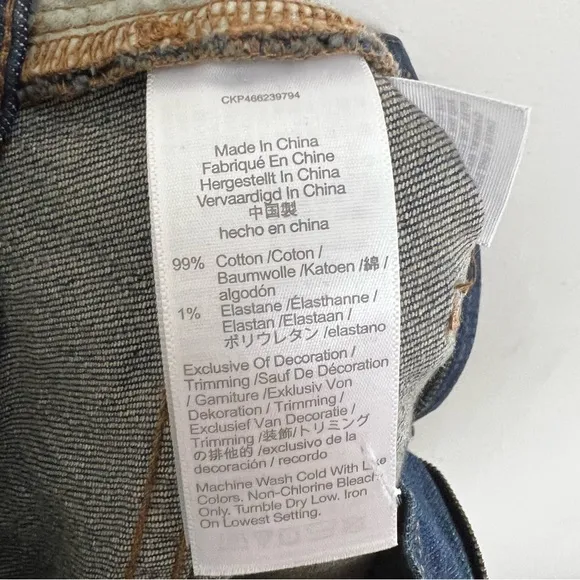 CKP466239794
Made In China
Fabriqué En Chine
Hergestellt In China
Vervaardigd In China
中国製
hecho en china
99% Cotton /Coton /
Baumwolle /Katoen /綿 /
algodón
1% Elastane /Élasthanne /
Elastan /Elastaan /
ポリウレタン /elastano
Exclusive Of Decoration /
Trimming /Sauf De Décoration
/ Garniture /Exklusiv Von
Dekoration / Trimming /
Exclusief Van Decoratie /
Trimming /装飾/トリミング
の排他的 /exclusivo de la
decoración / recorado
Machine Wash Cold With Like
Colors. Non-Chlorine Bleach
Only. Tumble Dry Low. Iron
On Lowest Setting.